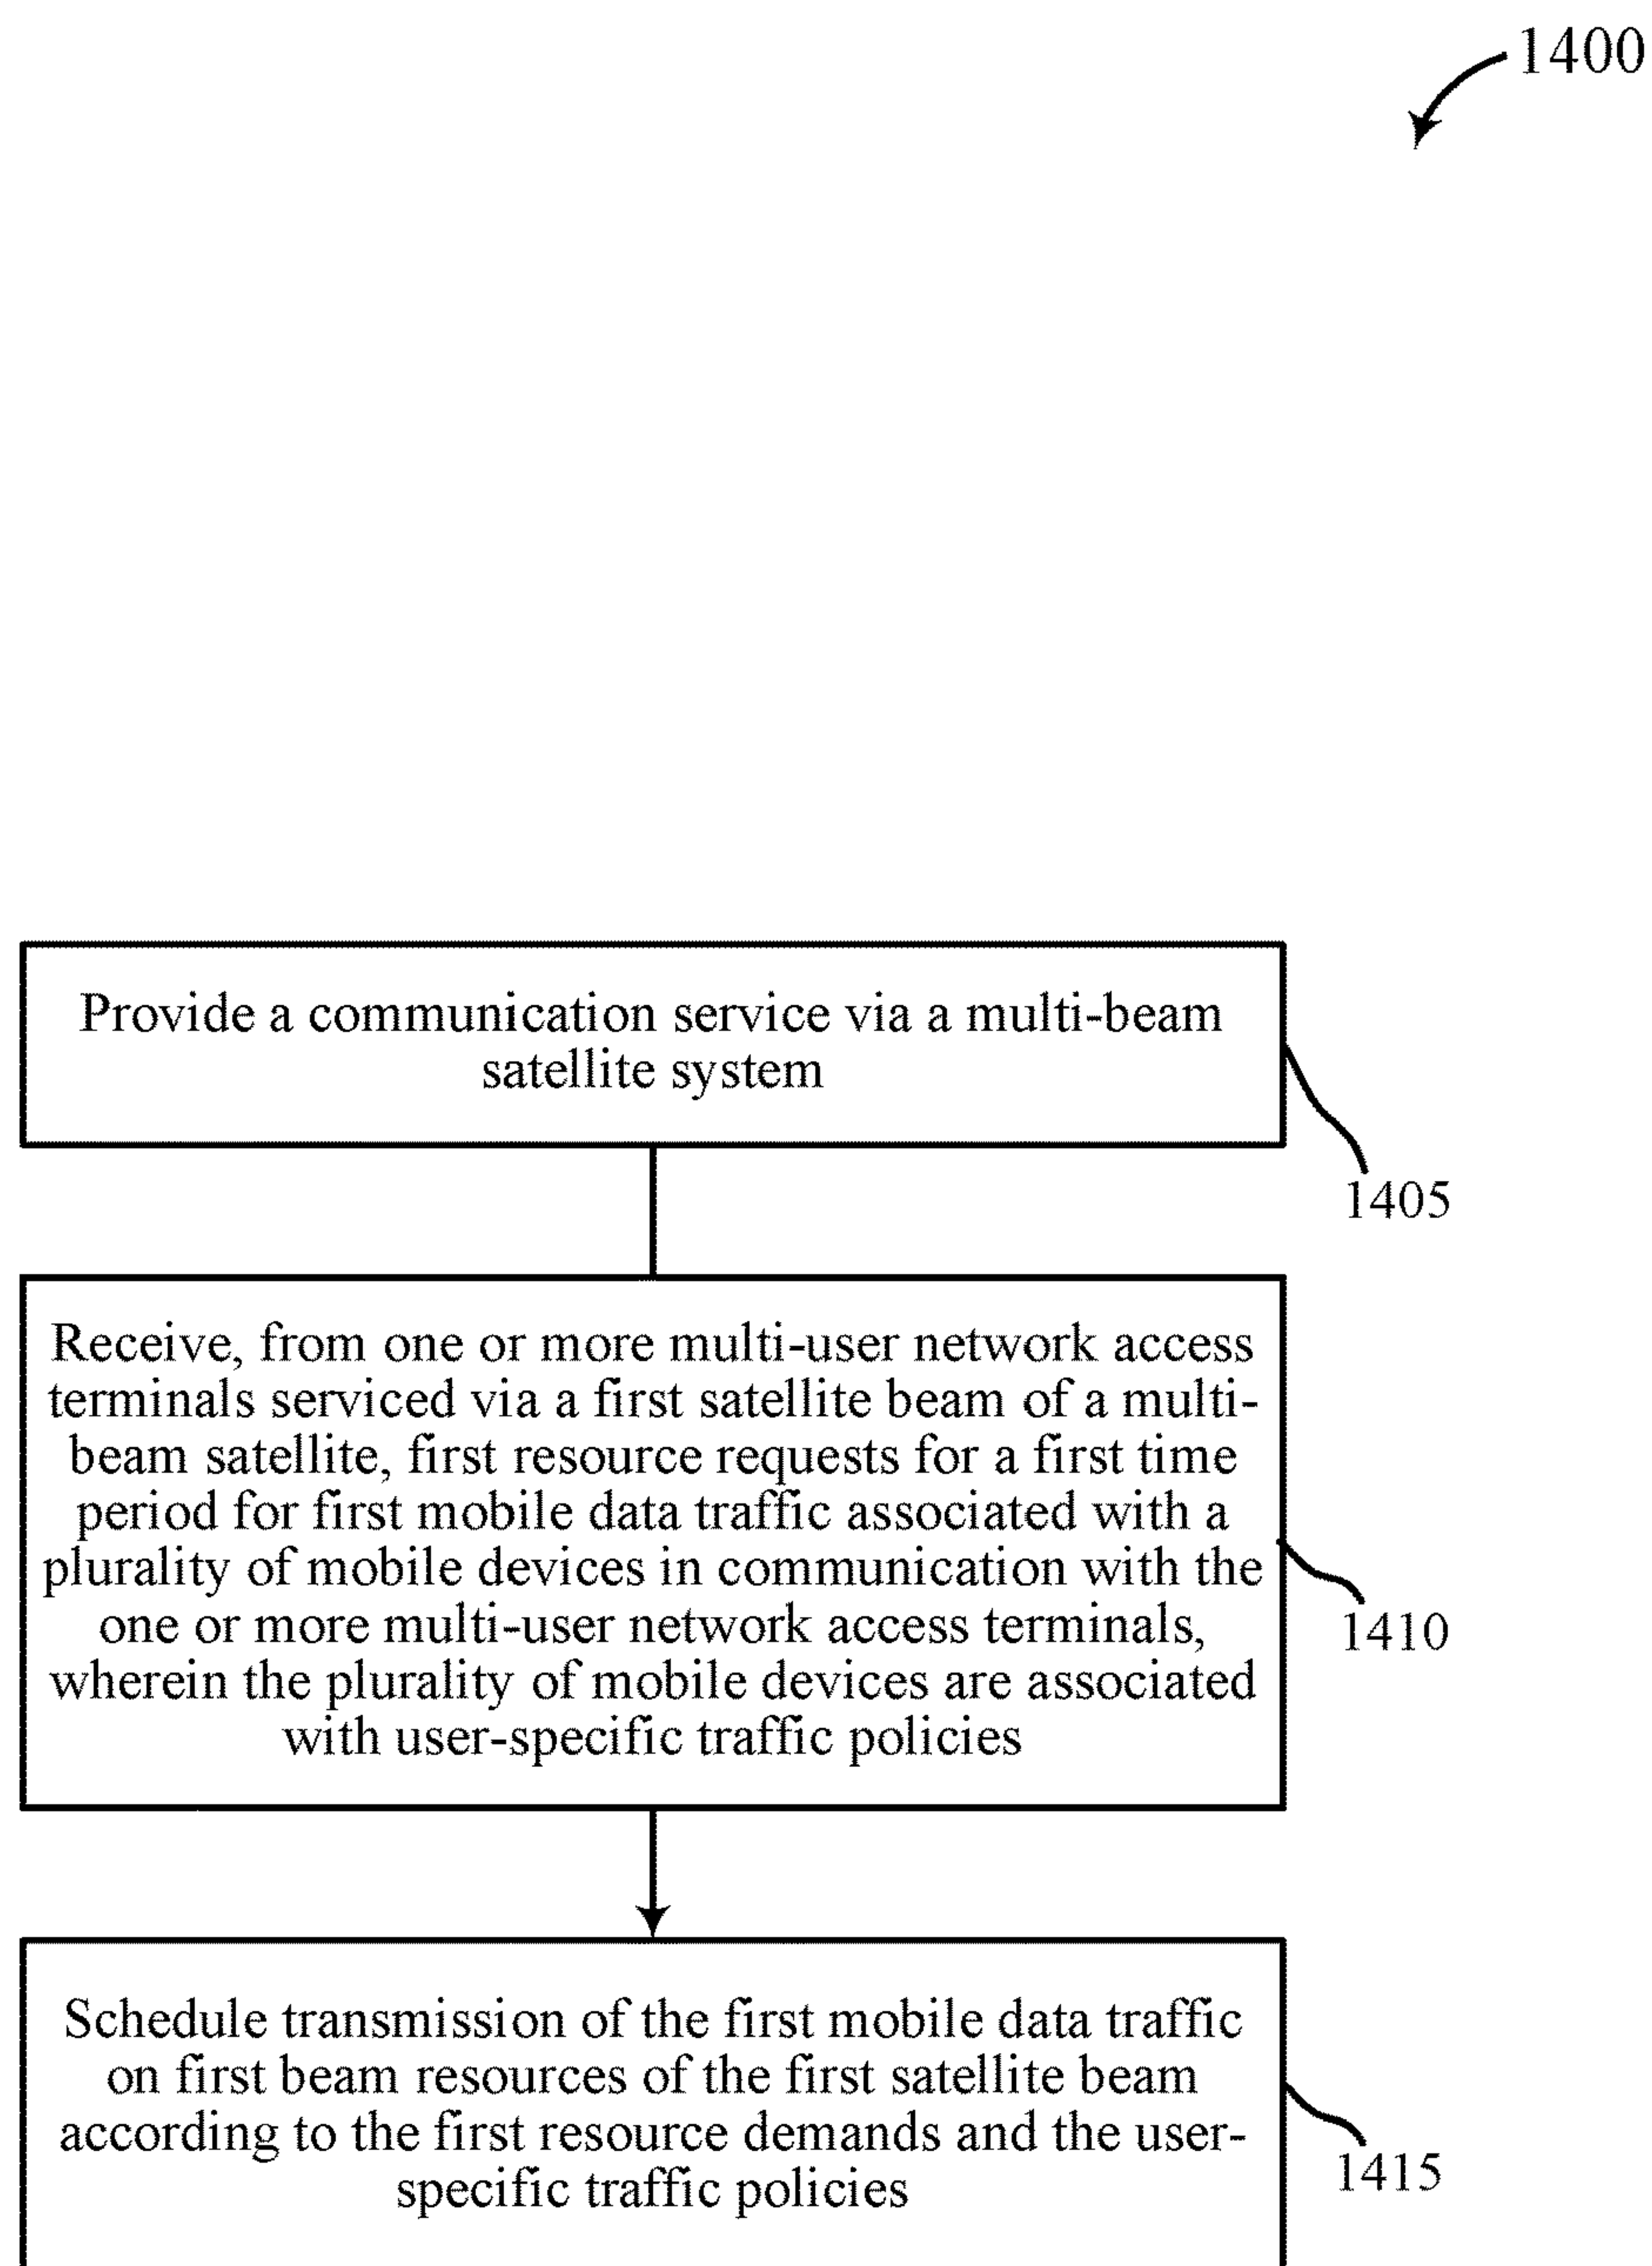 1400
Provide a communication service via a multi-beam
satellite system
1405
Receive, from one or more multi-user network access
terminals serviced via a first satellite beam of a multi-
beam satellite, first resource requests for a first time
period for first mobile data traffic associated with a
plurality of mobile devices in communication with the
one or more multi-user network access terminals,
wherein the plurality of mobile devices are associated
with user-specific traffic policies
1410
Schedule transmission of the first mobile data traffic
on first beam resources of the first satellite beam
according to the first resource demands and the user-
specific traffic policies
1415